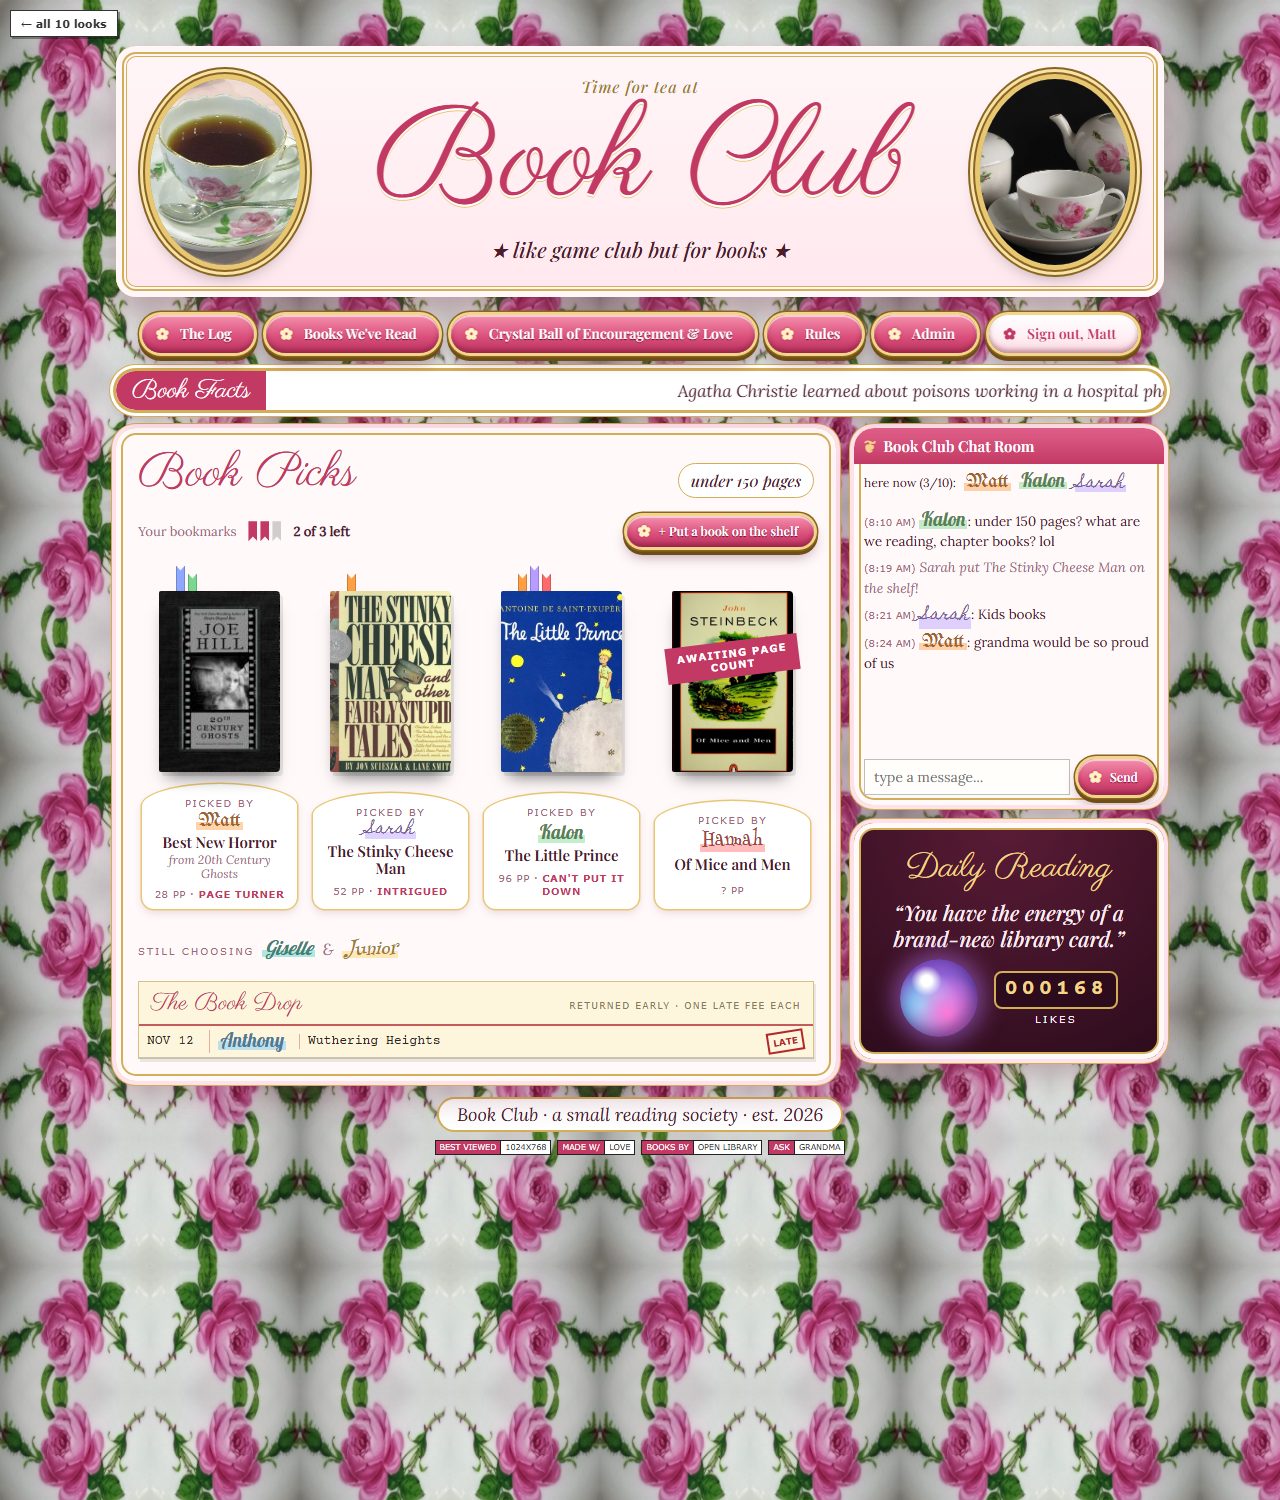 ← all 10 looks
Time for tea at
Book Club
★ like game club but for books ★
The Log
Books We've Read
Crystal Ball of Encouragement & Love
Rules
Admin
Sign out, Matt
Book Facts
Agatha Christie learned about poisons working in a hospital ph
Book Picks
under 150 pages
Your bookmarks
2 of 3 left
+ Put a book on the shelf
JOE
HILL
20TH
CENTURY
GHOSTS
THE STINKY
CHEESE
MAN and
other
FAIRLY STUPID
TALES
BY JON SCIESZKA & LANE SMIT
ANTOINE DE SAINT-EXUPÉR
The Little Prince
John
STEINBECK
AWAITING PAGE
COUNT
Of Mice and Men
PICKED BY
Matt
Best New Horror
from 20th Century
Ghosts
28 PP · PAGE TURNER
PICKED BY
Sarah
The Stinky Cheese
Man
52 PP · INTRIGUED
PICKED BY
Kalon
The Little Prince
96 PP · CAN'T PUT IT
DOWN
PICKED BY
Hannah
Of Mice and Men
? PP
STILL CHOOSING Giselle & Junior
The Book Drop
RETURNED EARLY · ONE LATE FEE EACH
NOV 12 Anthony Wuthering Heights
LATE
Book Club Chat Room
here now (3/10): Matt Kalon Sarah
(8:10 AM) Kalon: under 150 pages? what are
we reading, chapter books? lol
(8:19 AM) Sarah put The Stinky Cheese Man on
the shelf!
(8:21 AM) Sarah: Kids books
(8:24 AM) Matt: grandma would be so proud
of us
type a message...
Send
Daily Reading
“You have the energy of a
brand-new library card.”
000168
LIKES
Book Club · a small reading society · est. 2026
BEST VIEWED 1024X768
MADE W/ LOVE
BOOKS BY OPEN LIBRARY
ASK GRANDMA